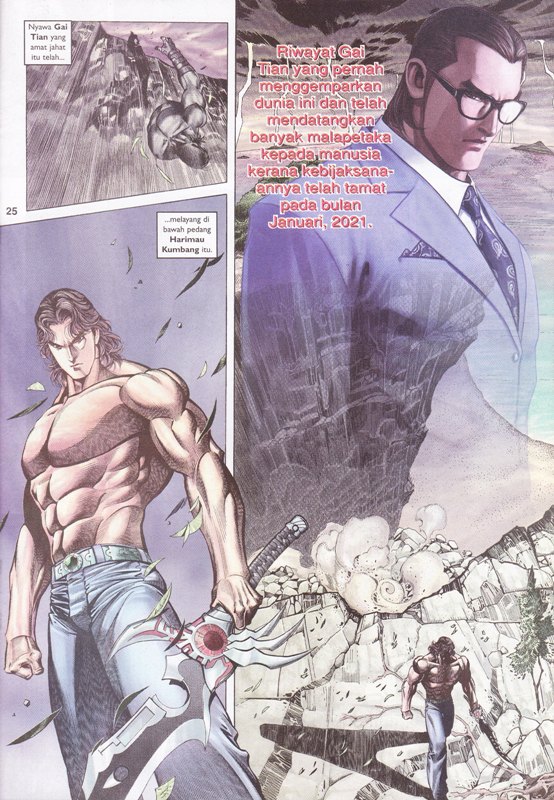 Nyawa Gai
Tian yang
amat jahat
itu telah...
Riwayat Gai
Tian yang pernah
menggemparkan
dunia ini dan telah
mendatangkan
banyak malapetaka
kepada manusia
kerana kebijaksana-
annya telah tamat
pada bulan
Januari, 2021.
25
...melayang di
bawah pedang
Harimau
Kumbang itu.